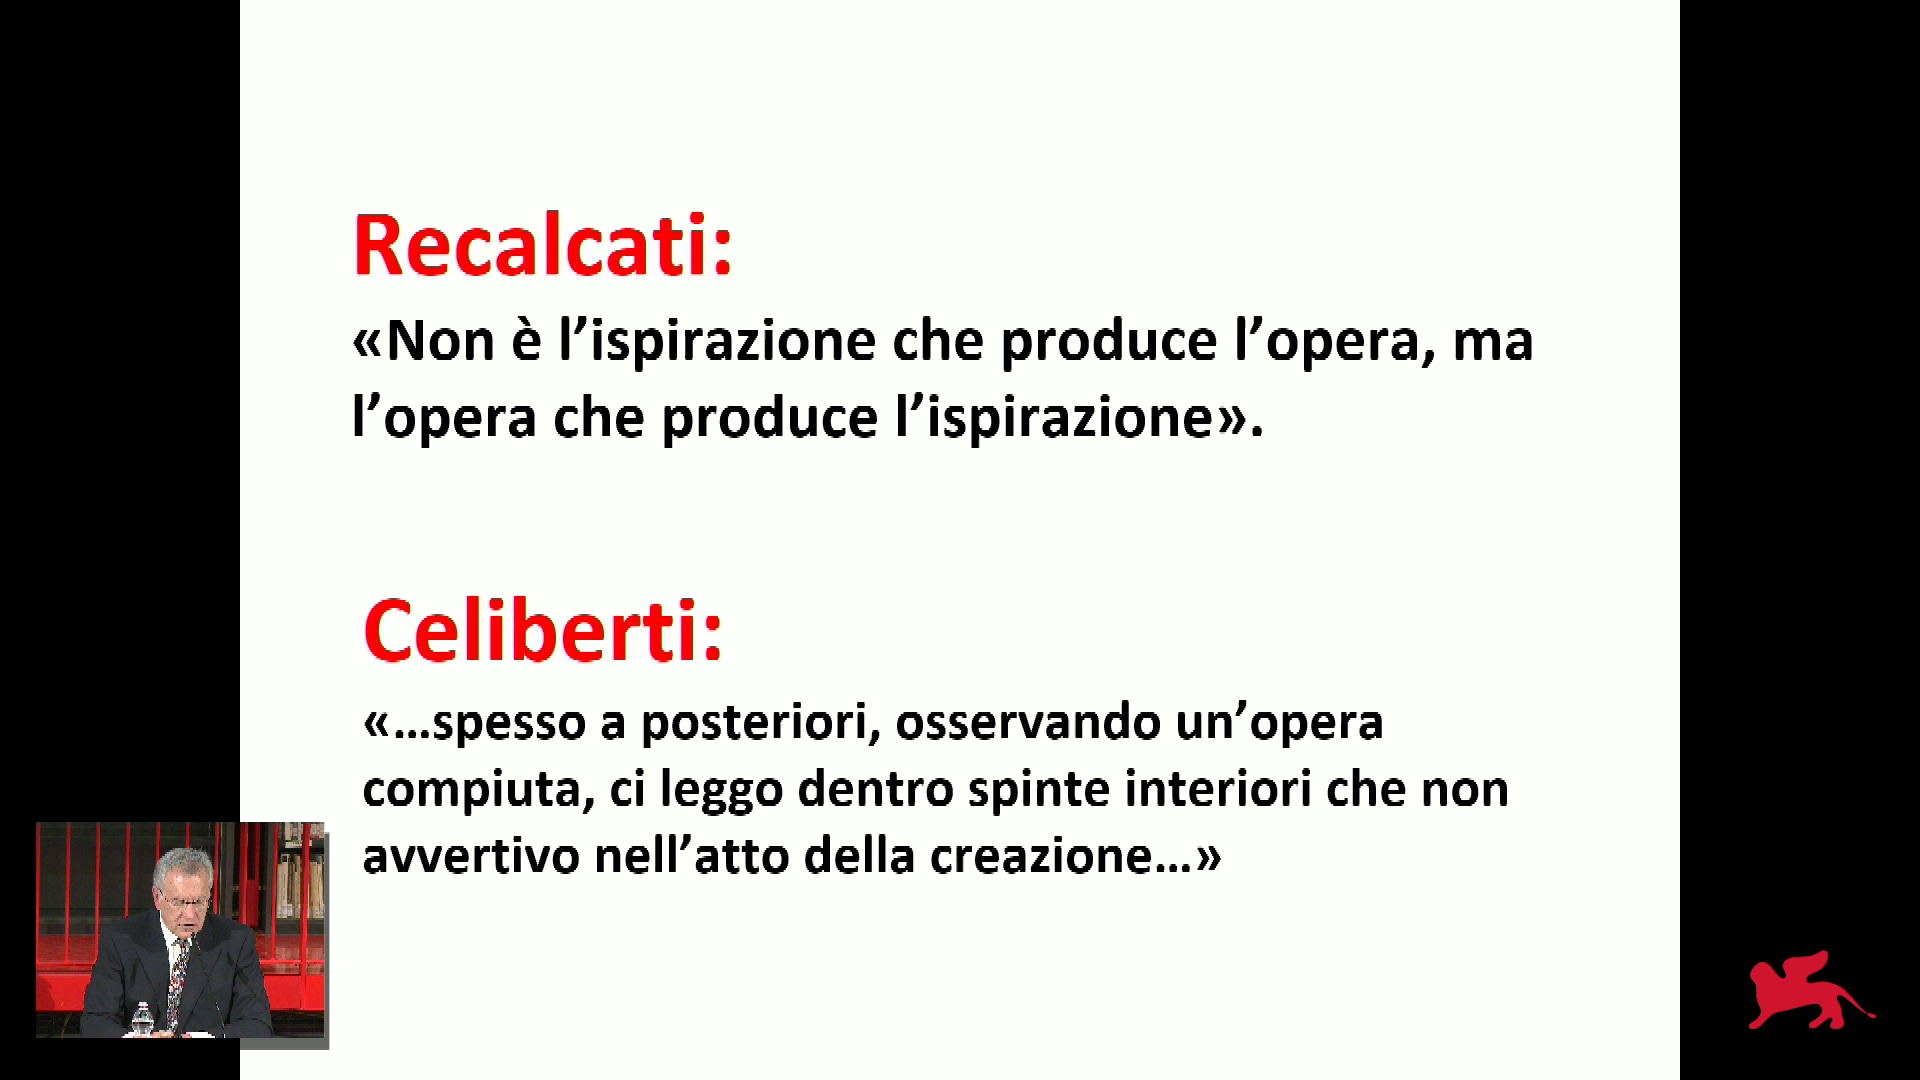 Recalcati:
«Non è l’ispirazione che produce l’opera, ma
l’opera che produce l’ispirazione».
Celiberti:
«…spesso a posteriori, osservando un’opera
compiuta, ci leggo dentro spinte interiori che non
avvertivo nell’atto della creazione…»